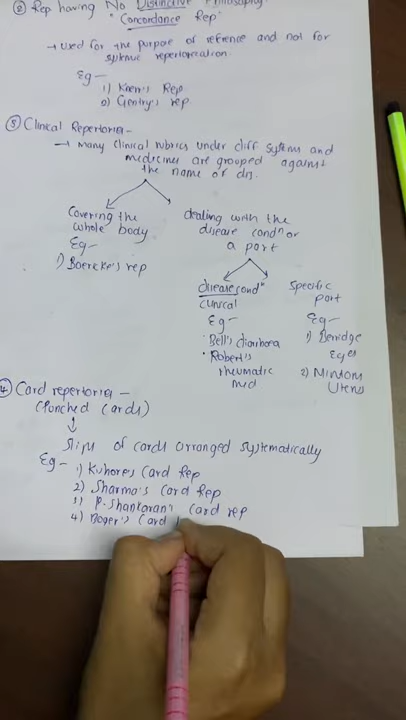 ② Rep having No Distinctive Philosophy.
"Concordance Rep"
→ Used for the purpose of refrence and not for
systemic repertorisation.
Eg —
1) Kner's Rep
2) Gentry's rep
③ Clinical Repertories -
→ Many clinical rubrics under diff systems and
medicines are grouped against
the name of dis.
Covering the
whole body
Eg -
1) Boericke's rep
dealing with the
disease condn or
a part
disease condn
clinical
Eg -
• Bell's diarrhoea
• Robert's
rheumatic
med
Specific
part
Eg -
1) Berridge
Eyes
2) Mintons
Uterus
④ Card repertories -
(Punched Cards)
Slips of cards arranged systematically
Eg - 1) Kishore's Card Rep
2) Sharma's Card Rep
3) P. Shankaran's Card rep
4) Boger's Card